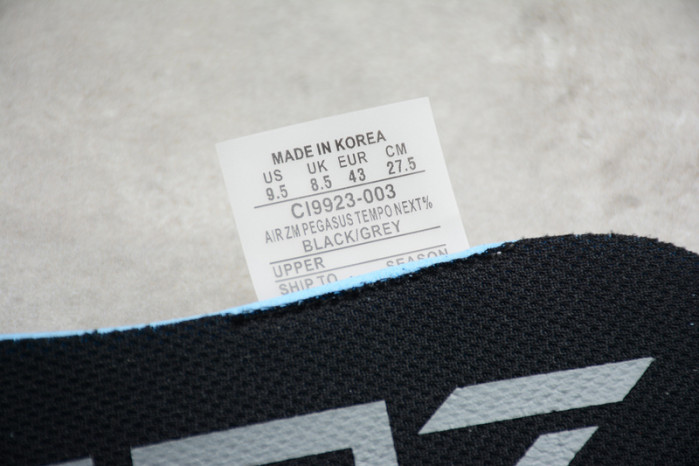 MADE IN KOREA
US UK EUR CM
9.5 8.5 43 27.5
CI9923-003
AIR ZM PEGASUS TEMPO NEXT%
BLACK/GREY
UPPER
SHIP TO SEASON